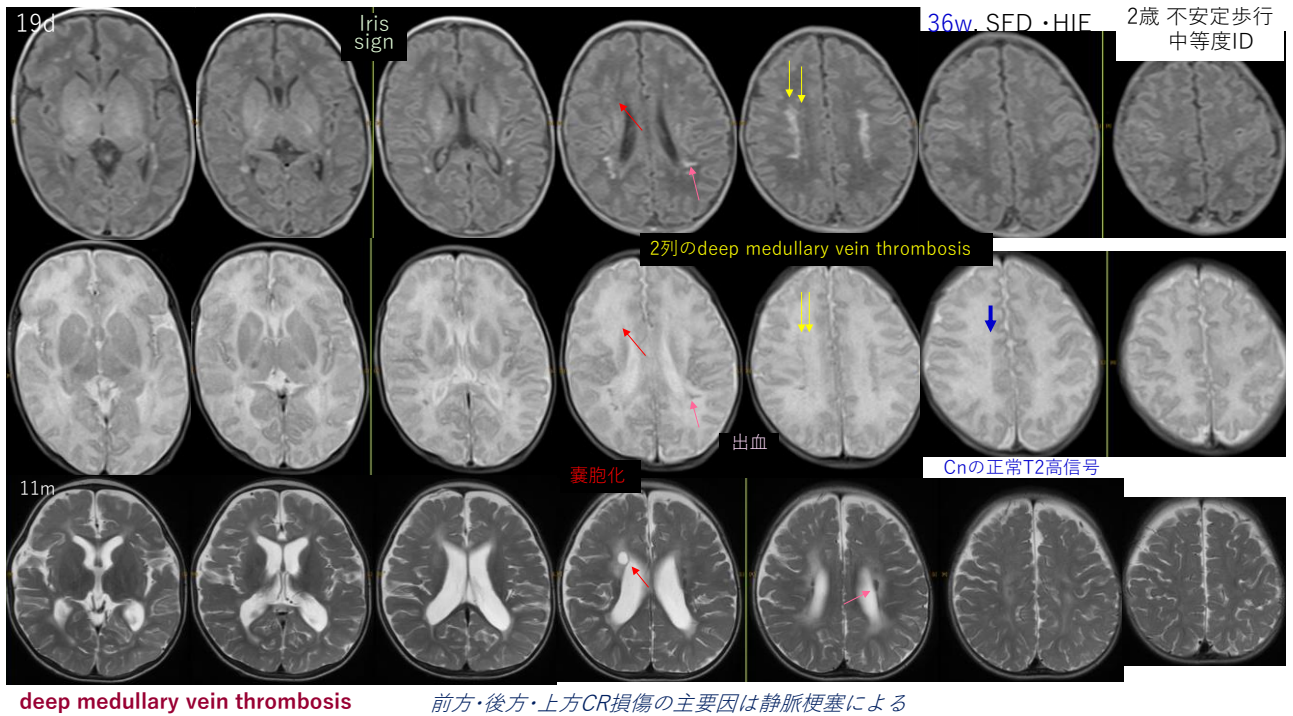 19d
Iris
sign
36w, SFD・HIE
2歳 不安定歩行
中等度ID
2列のdeep medullary vein thrombosis
出血
Cnの正常T2高信号
嚢胞化
11m
deep medullary vein thrombosis
前方・後方・上方CR損傷の主要因は静脈梗塞による